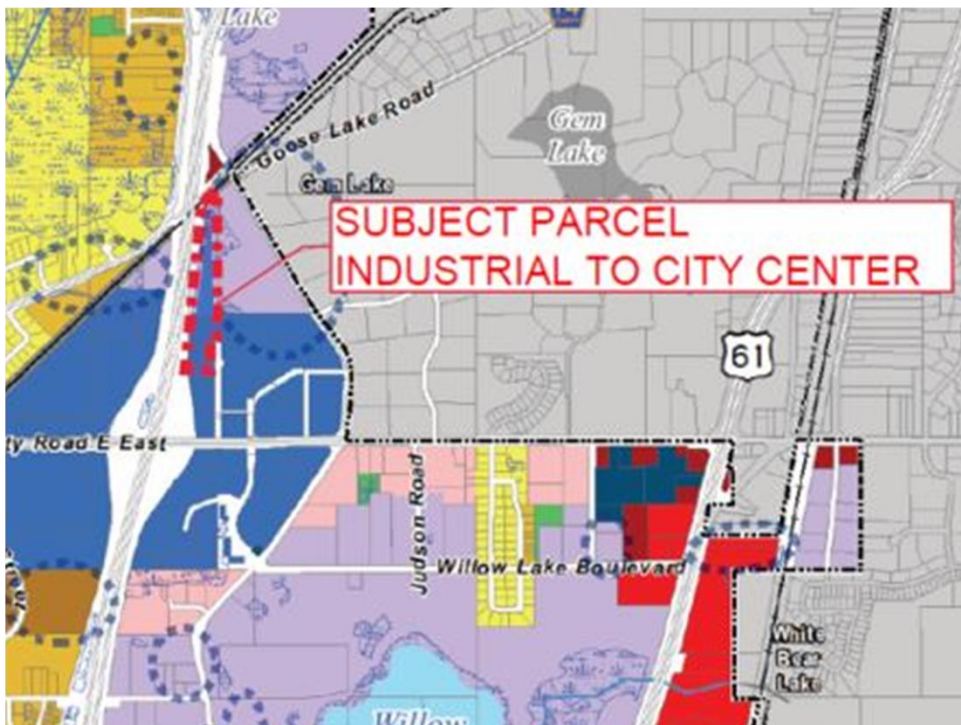 Lake
Goose Lake Road
Gem
Lake
Gem Lake
SUBJECT PARCEL
INDUSTRIAL TO CITY CENTER
61
ty Road E East
Judson Road
Willow Lake Boulevard
White
Bear
Lake
Willow